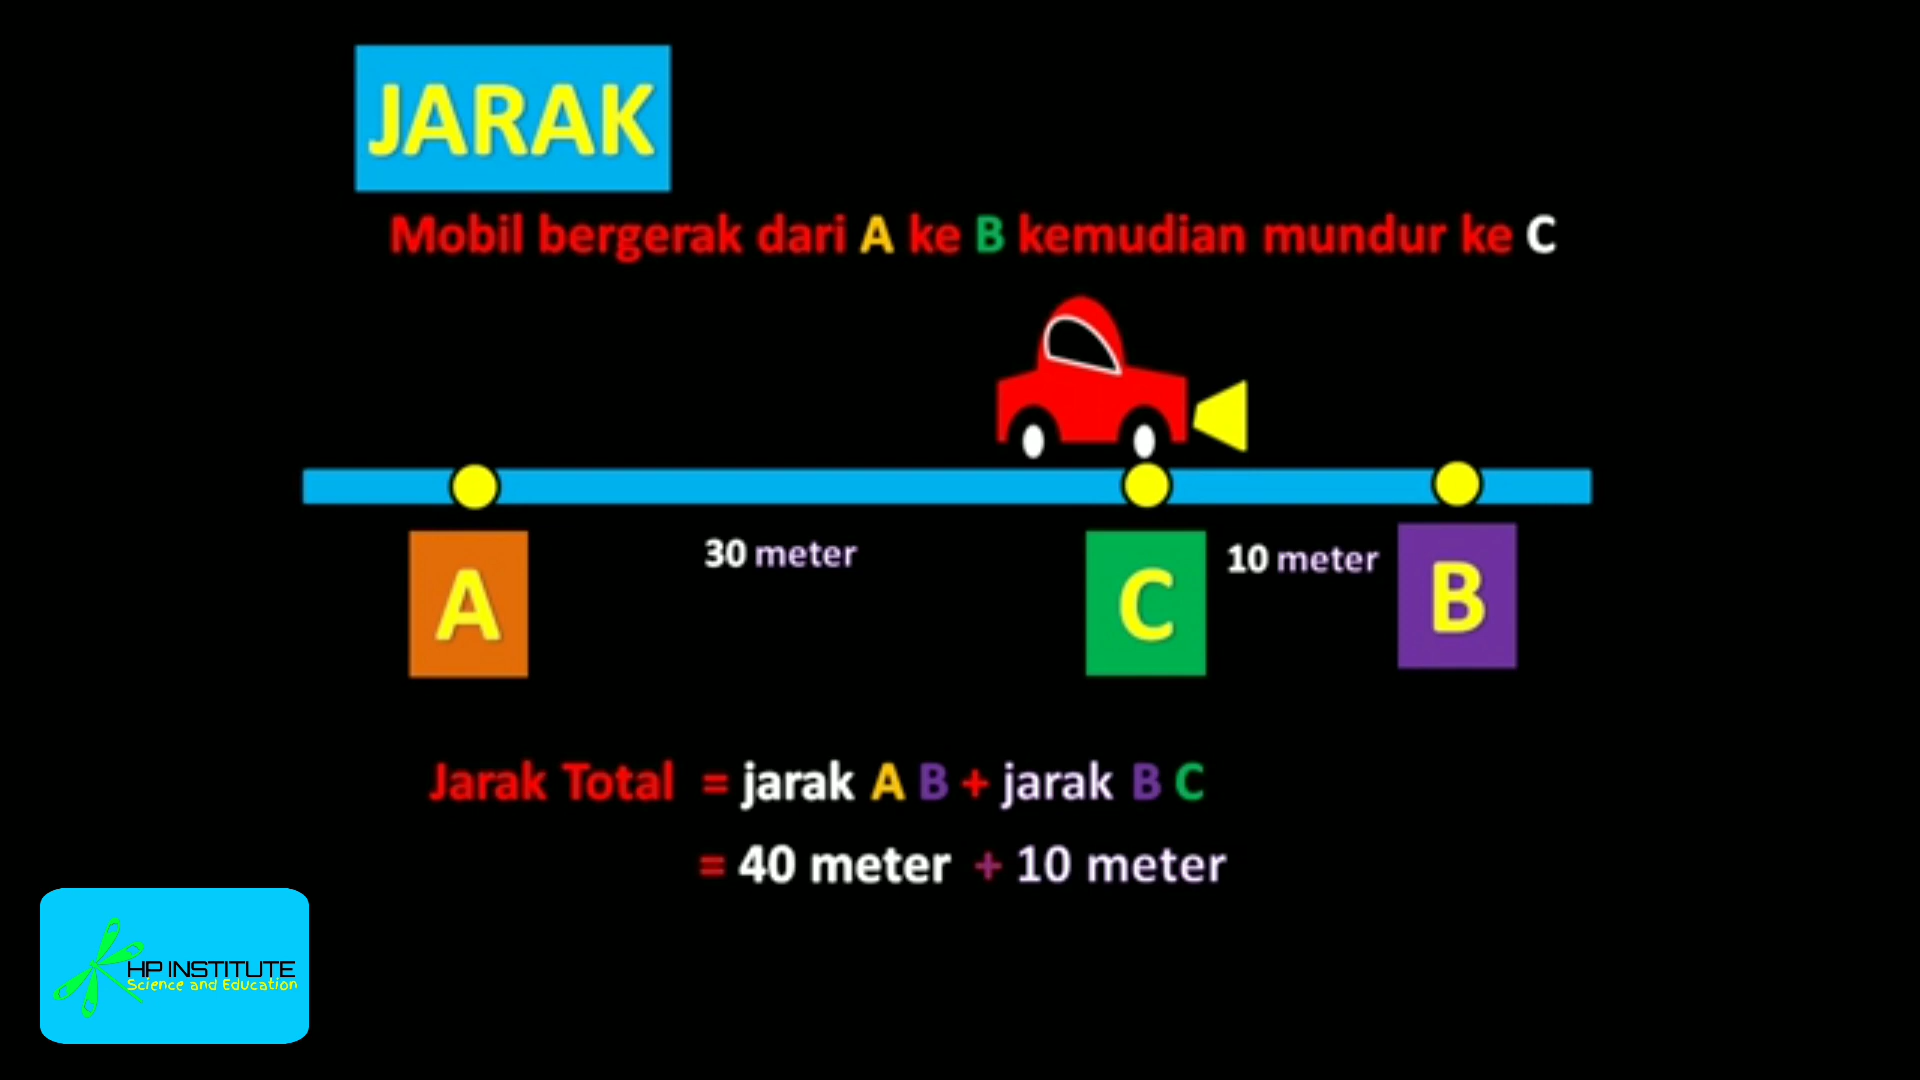 JARAK
Mobil bergerak dari A ke B kemudian mundur ke C
30 meter
10 meter
A
C
B
Jarak Total = jarak A B + jarak B C
= 40 meter + 10 meter
HP INSTITUTE
Science and Education